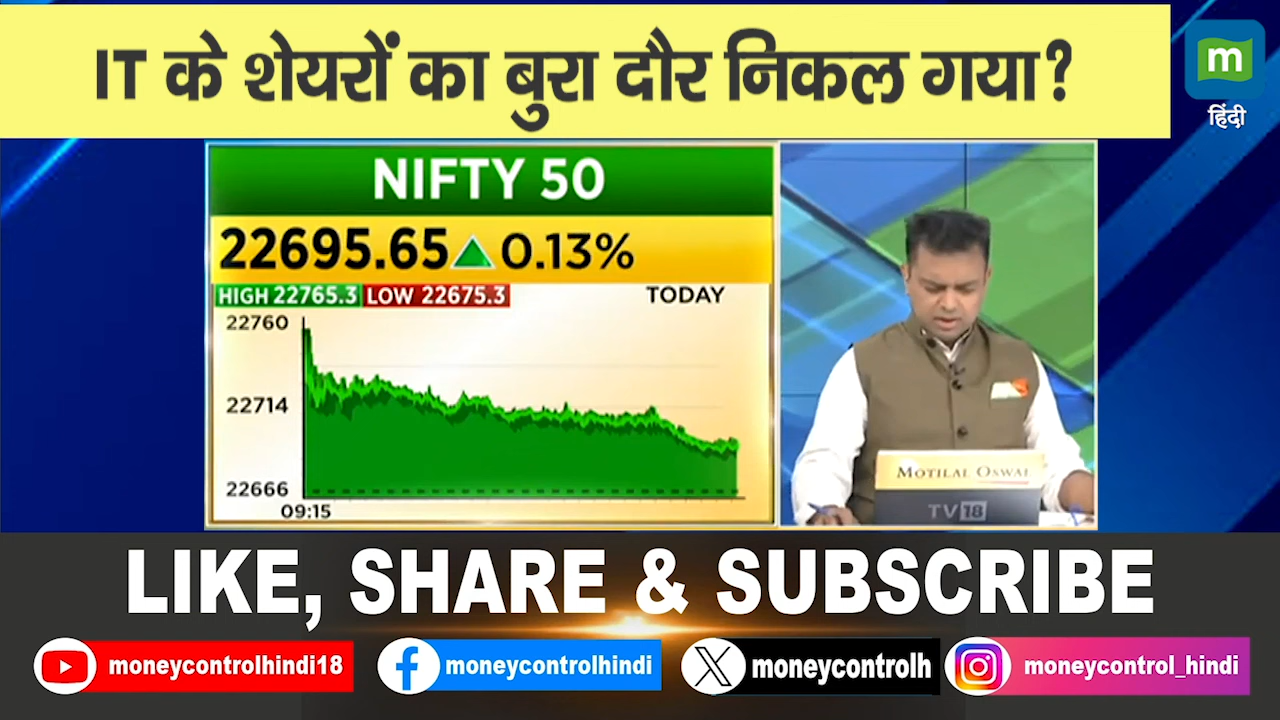 IT के शेयरों का बुरा दौर निकल गया?
m
हिंदी
NIFTY 50
22695.65 0.13%
HIGH 22765.3 LOW 22675.3 TODAY
22760
22714
22666
09:15
MOTILAL OSWAL
TV18
LIKE, SHARE & SUBSCRIBE
moneycontrolhindi18 moneycontrolhindi moneycontrolh moneycontrol_hindi